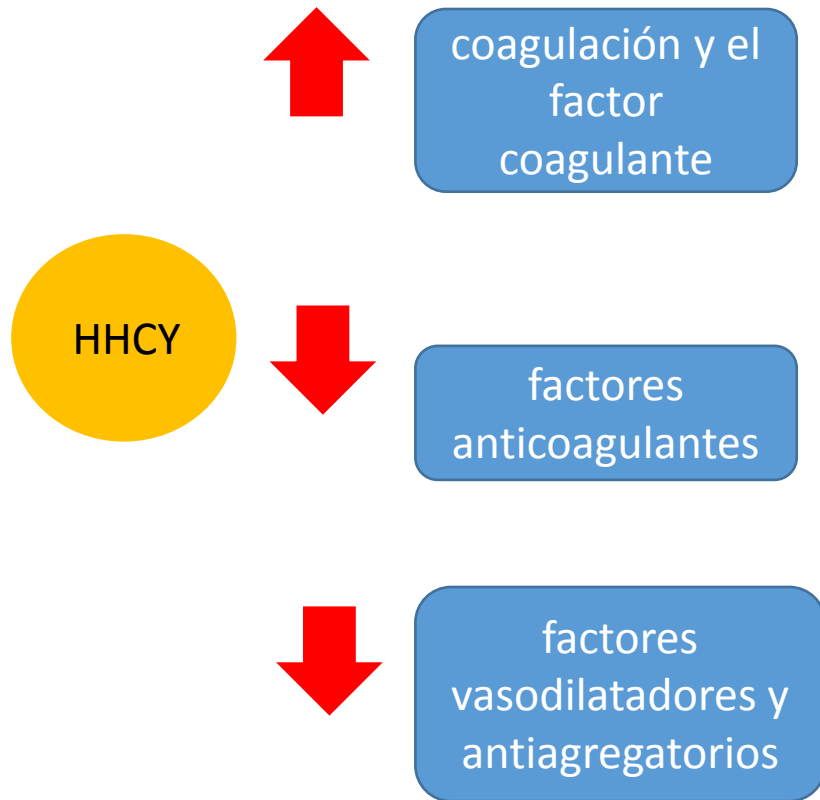 coagulación y el
factor
coagulante
HHCY
factores
anticoagulantes
factores
vasodilatadores y
antiagregatorios